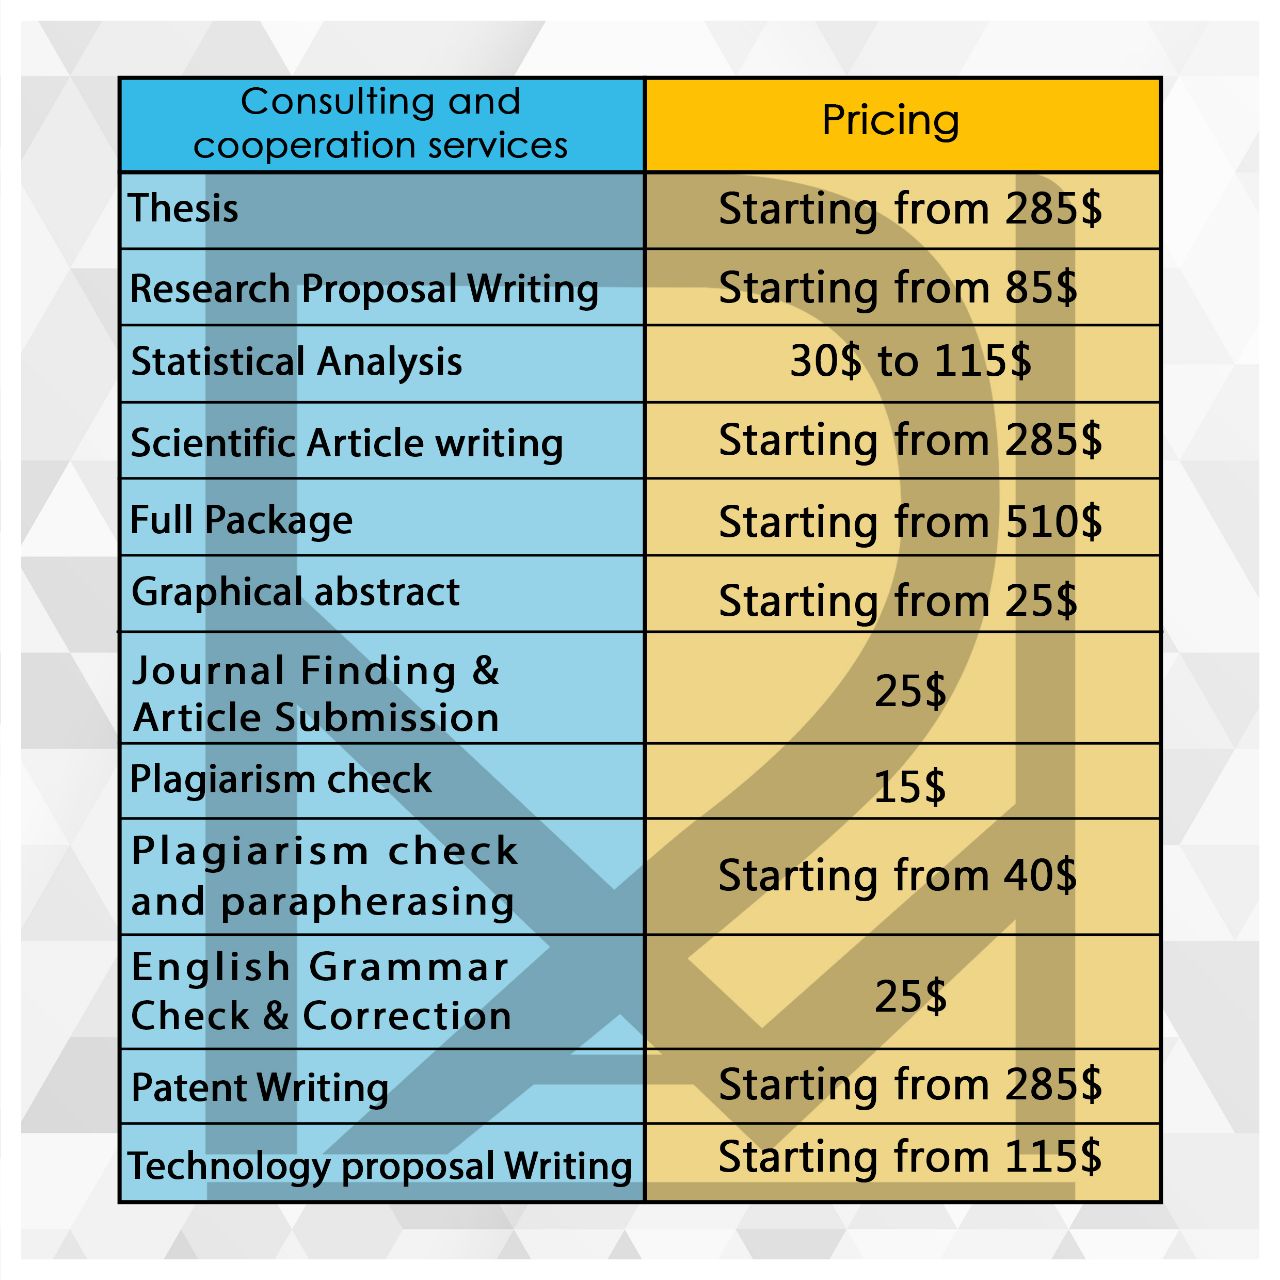 Consulting and
cooperation services
Pricing
Thesis
Starting from 285$
Research Proposal Writing
Starting from 85$
Statistical Analysis
30$ to 115$
Scientific Article writing
Starting from 285$
Full Package
Starting from 510$
Graphical abstract
Starting from 25$
Journal Finding &
Article Submission
25$
Plagiarism check
15$
Plagiarism check
and parapherasing
Starting from 40$
English Grammar
Check & Correction
25$
Patent Writing
Starting from 285$
Technology proposal Writing
Starting from 115$